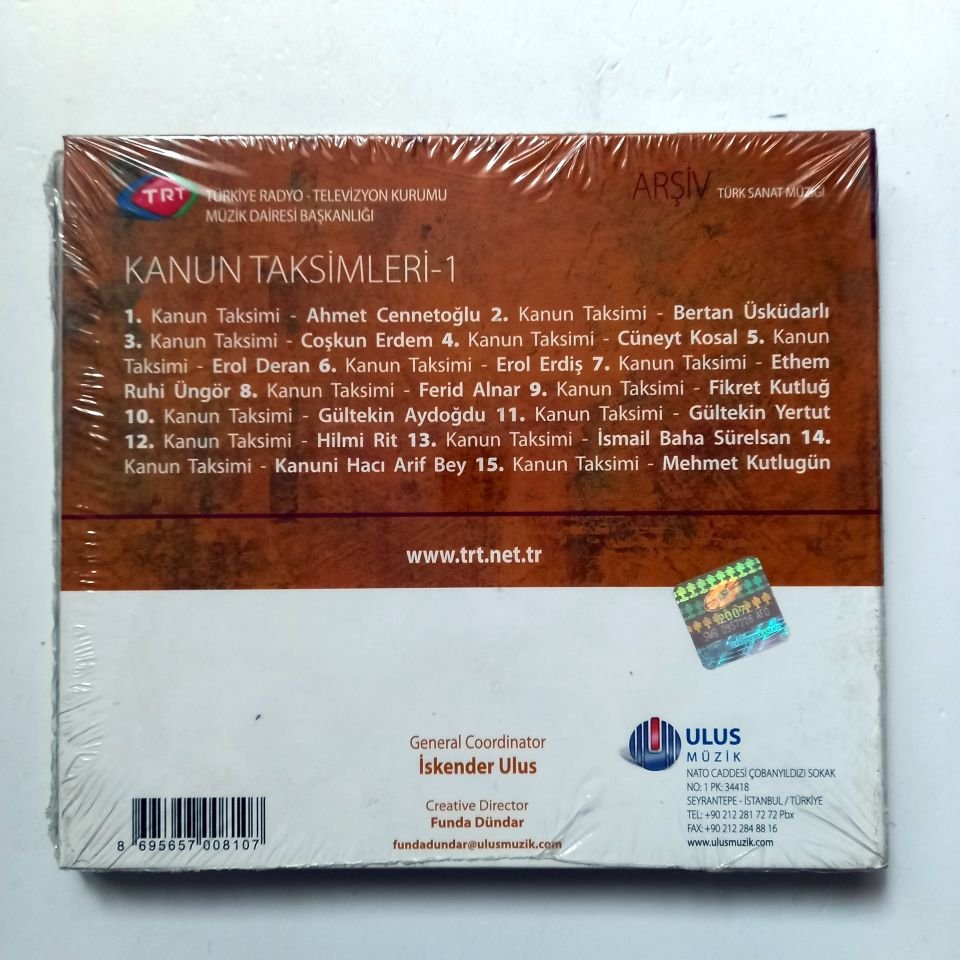 TRT
TÜRKİYE RADYO - TELEVİZYON KURUMU
MÜZİK DAİRESİ BAŞKANLIĞI
ARŞİV TÜRK SANAT MÜZİĞİ
KANUN TAKSİMLERİ-1
1. Kanun Taksimi - Ahmet Cennetoğlu 2. Kanun Taksimi - Bertan Üsküdarlı
3. Kanun Taksimi - Coşkun Erdem 4. Kanun Taksimi - Cüneyt Kosal 5. Kanun
Taksimi - Erol Deran 6. Kanun Taksimi - Erol Erdiş 7. Kanun Taksimi - Ethem
Ruhi Üngör 8. Kanun Taksimi - Ferid Alnar 9. Kanun Taksimi - Fikret Kutluğ
10. Kanun Taksimi - Gültekin Aydoğdu 11. Kanun Taksimi - Gültekin Yertut
12. Kanun Taksimi - Hilmi Rit 13. Kanun Taksimi - İsmail Baha Sürelsan 14.
Kanun Taksimi - Kanuni Hacı Arif Bey 15. Kanun Taksimi - Mehmet Kutlugün
www.trt.net.tr
2007
SMB 0957226 AFO
General Coordinator
İskender Ulus
Creative Director
Funda Dündar
fundadundar@ulusmuzik.com
ULUS
MÜZİK
NATO CADDESİ ÇOBANYILDIZI SOKAK
NO: 1 PK: 34418
SEYRANTEPE - İSTANBUL / TÜRKİYE
TEL: +90 212 281 72 72 Pbx
FAX: +90 212 284 88 16
www.ulusmuzik.com
8 695657 008107